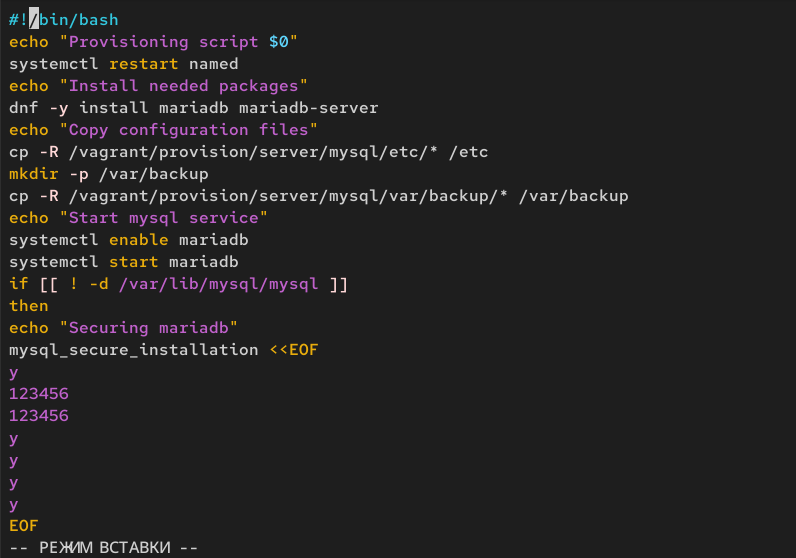 #!/bin/bash
echo "Provisioning script $0"
systemctl restart named
echo "Install needed packages"
dnf -y install mariadb mariadb-server
echo "Copy configuration files"
cp -R /vagrant/provision/server/mysql/etc/* /etc
mkdir -p /var/backup
cp -R /vagrant/provision/server/mysql/var/backup/* /var/backup
echo "Start mysql service"
systemctl enable mariadb
systemctl start mariadb
if [[ ! -d /var/lib/mysql/mysql ]]
then
echo "Securing mariadb"
mysql_secure_installation <<EOF
y
123456
123456
y
y
y
y
EOF
-- РЕЖИМ ВСТАВКИ --